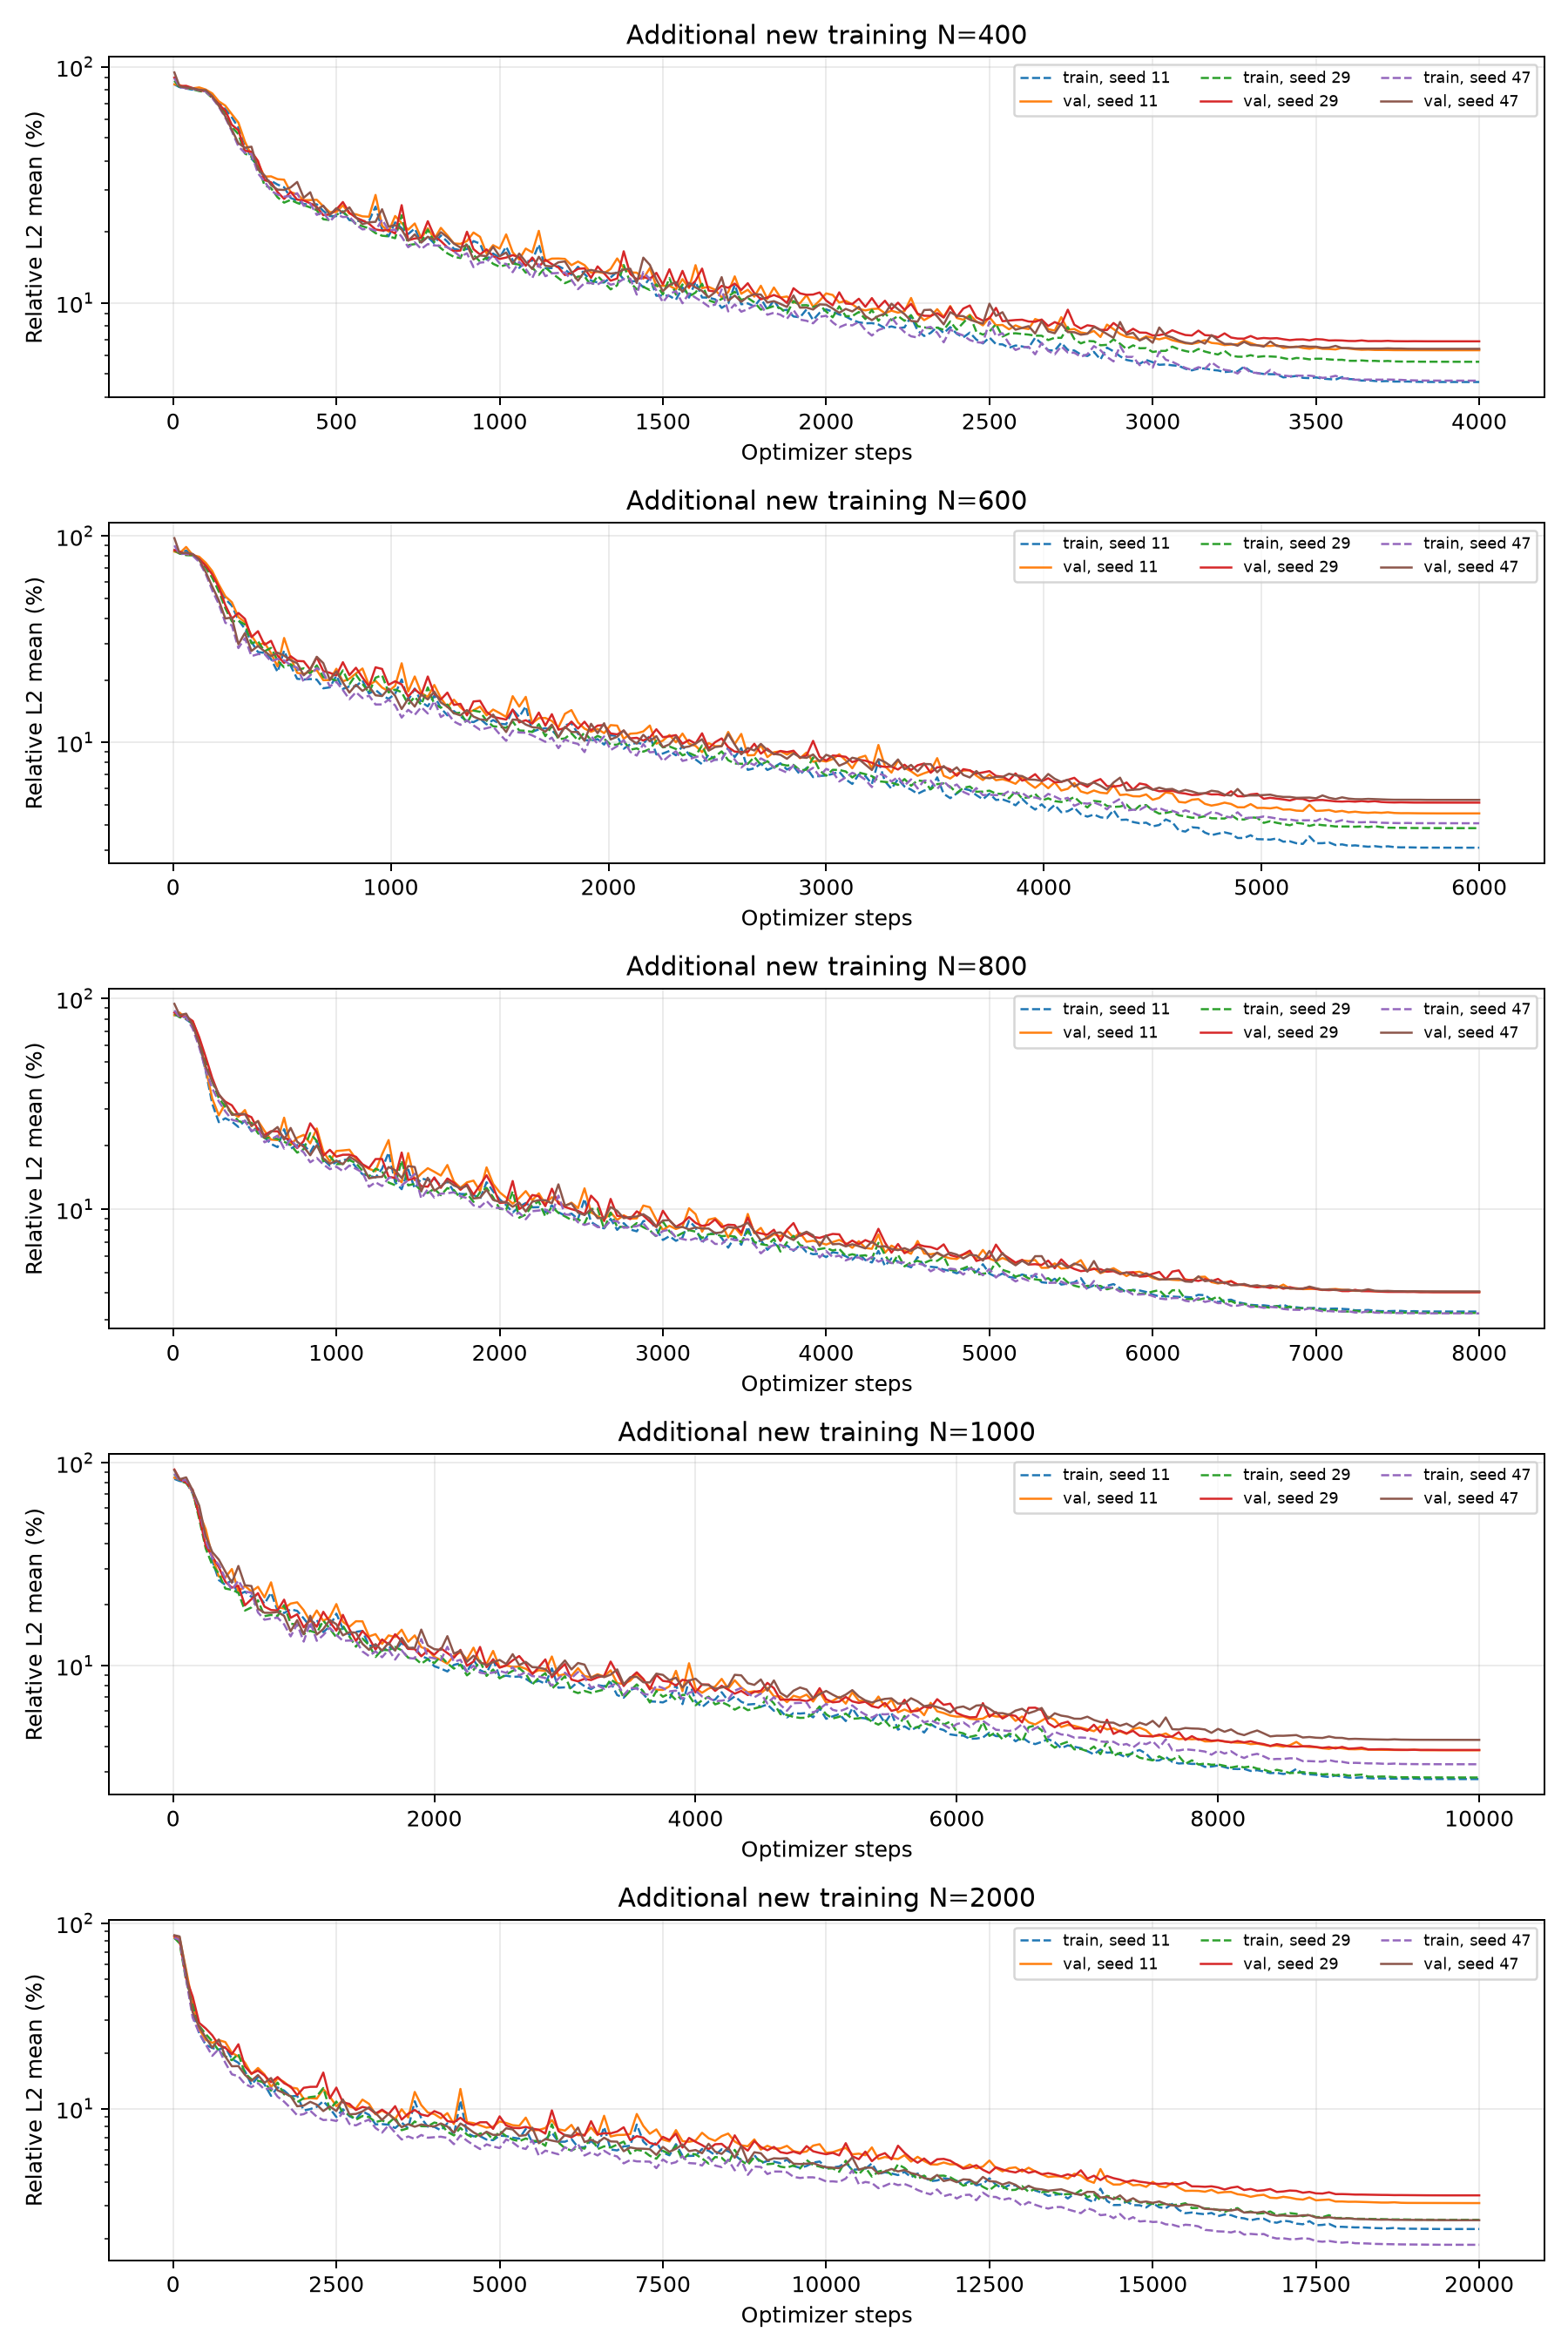 Additional new training N=400
Relative L2 mean (%)
10²
10¹
train, seed 11 train, seed 29 train, seed 47
val, seed 11 val, seed 29 val, seed 47
0 500 1000 1500 2000 2500 3000 3500 4000
Optimizer steps
Additional new training N=600
Relative L2 mean (%)
10²
10¹
train, seed 11 train, seed 29 train, seed 47
val, seed 11 val, seed 29 val, seed 47
0 1000 2000 3000 4000 5000 6000
Optimizer steps
Additional new training N=800
Relative L2 mean (%)
10²
10¹
train, seed 11 train, seed 29 train, seed 47
val, seed 11 val, seed 29 val, seed 47
0 1000 2000 3000 4000 5000 6000 7000 8000
Optimizer steps
Additional new training N=1000
Relative L2 mean (%)
10²
10¹
train, seed 11 train, seed 29 train, seed 47
val, seed 11 val, seed 29 val, seed 47
0 2000 4000 6000 8000 10000
Optimizer steps
Additional new training N=2000
Relative L2 mean (%)
10²
10¹
train, seed 11 train, seed 29 train, seed 47
val, seed 11 val, seed 29 val, seed 47
0 2500 5000 7500 10000 12500 15000 17500 20000
Optimizer steps